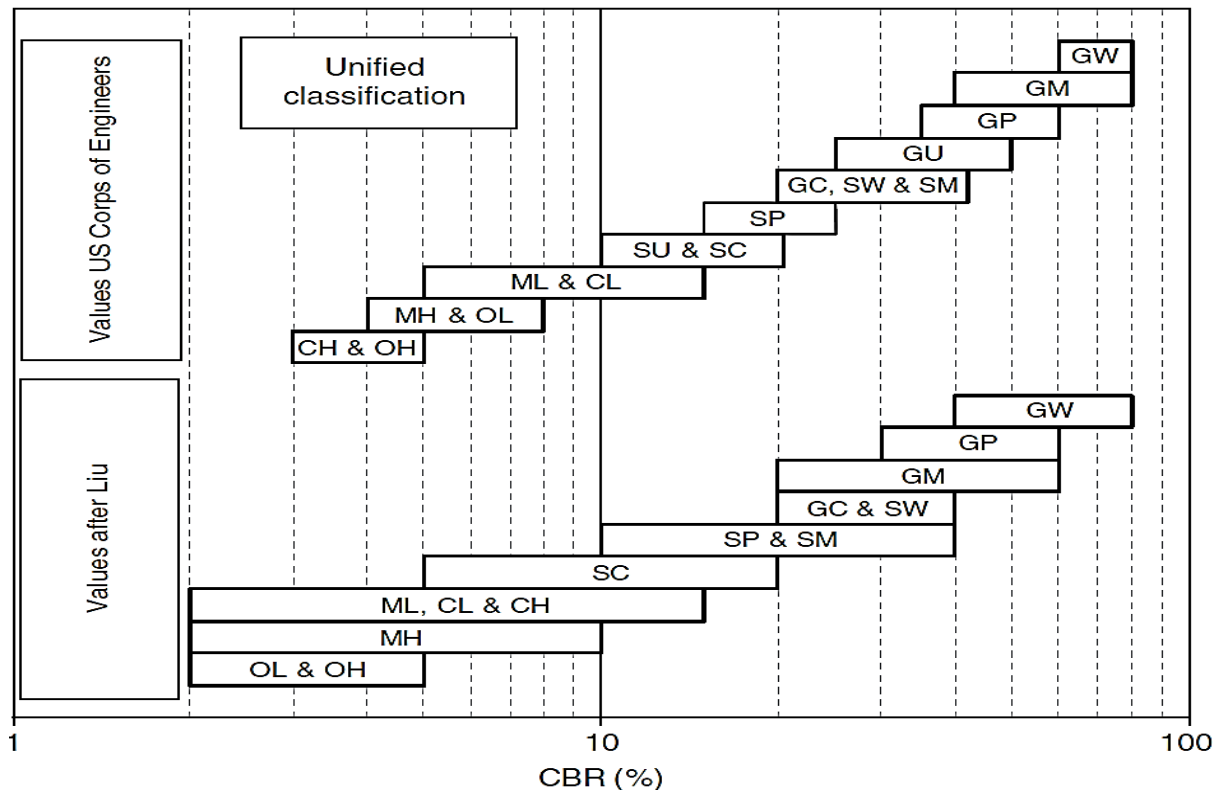 Values US Corps of Engineers
Unified
classification
GW
GM
GP
GU
GC, SW & SM
SP
SU & SC
ML & CL
MH & OL
CH & OH
Values after Liu
GW
GP
GM
GC & SW
SP & SM
SC
ML, CL & CH
MH
OL & OH
1
10
100
CBR (%)